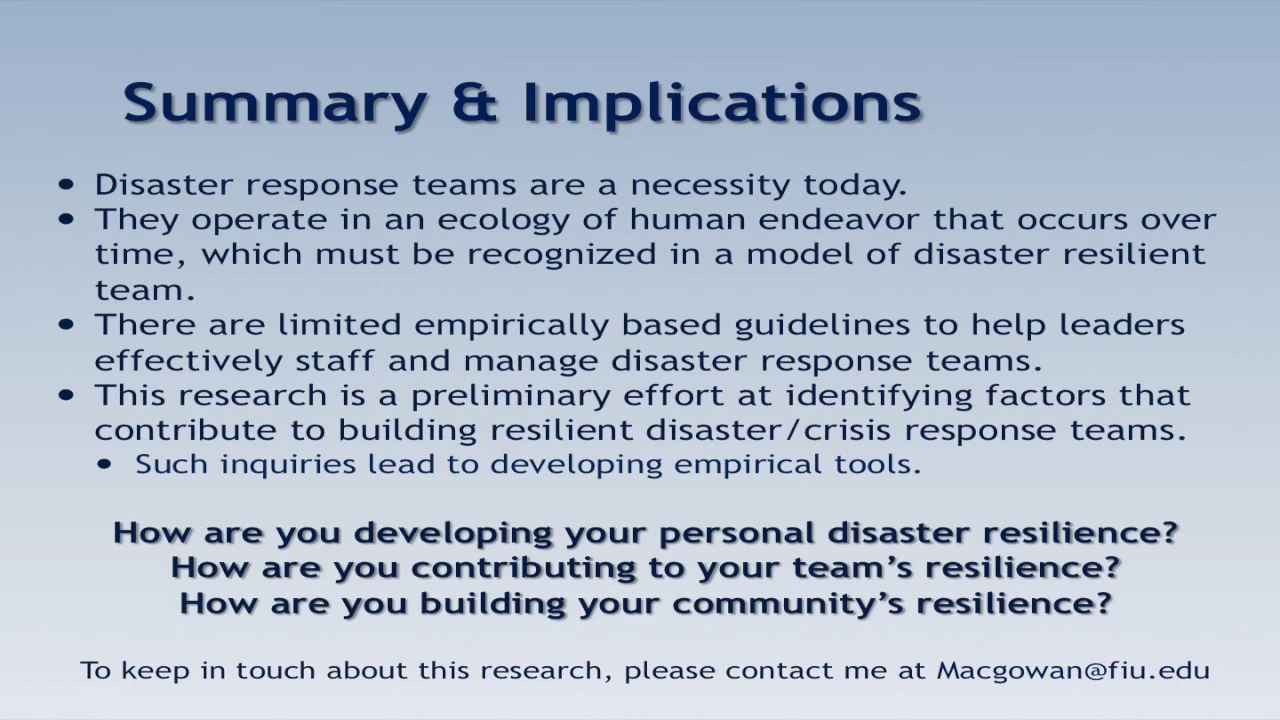 Summary & Implications
• Disaster response teams are a necessity today.
• They operate in an ecology of human endeavor that occurs over
time, which must be recognized in a model of disaster resilient
team.
• There are limited empirically based guidelines to help leaders
effectively staff and manage disaster response teams.
• This research is a preliminary effort at identifying factors that
contribute to building resilient disaster/crisis response teams.
• Such inquiries lead to developing empirical tools.
How are you developing your personal disaster resilience?
How are you contributing to your team’s resilience?
How are you building your community’s resilience?
To keep in touch about this research, please contact me at Macgowan@fiu.edu